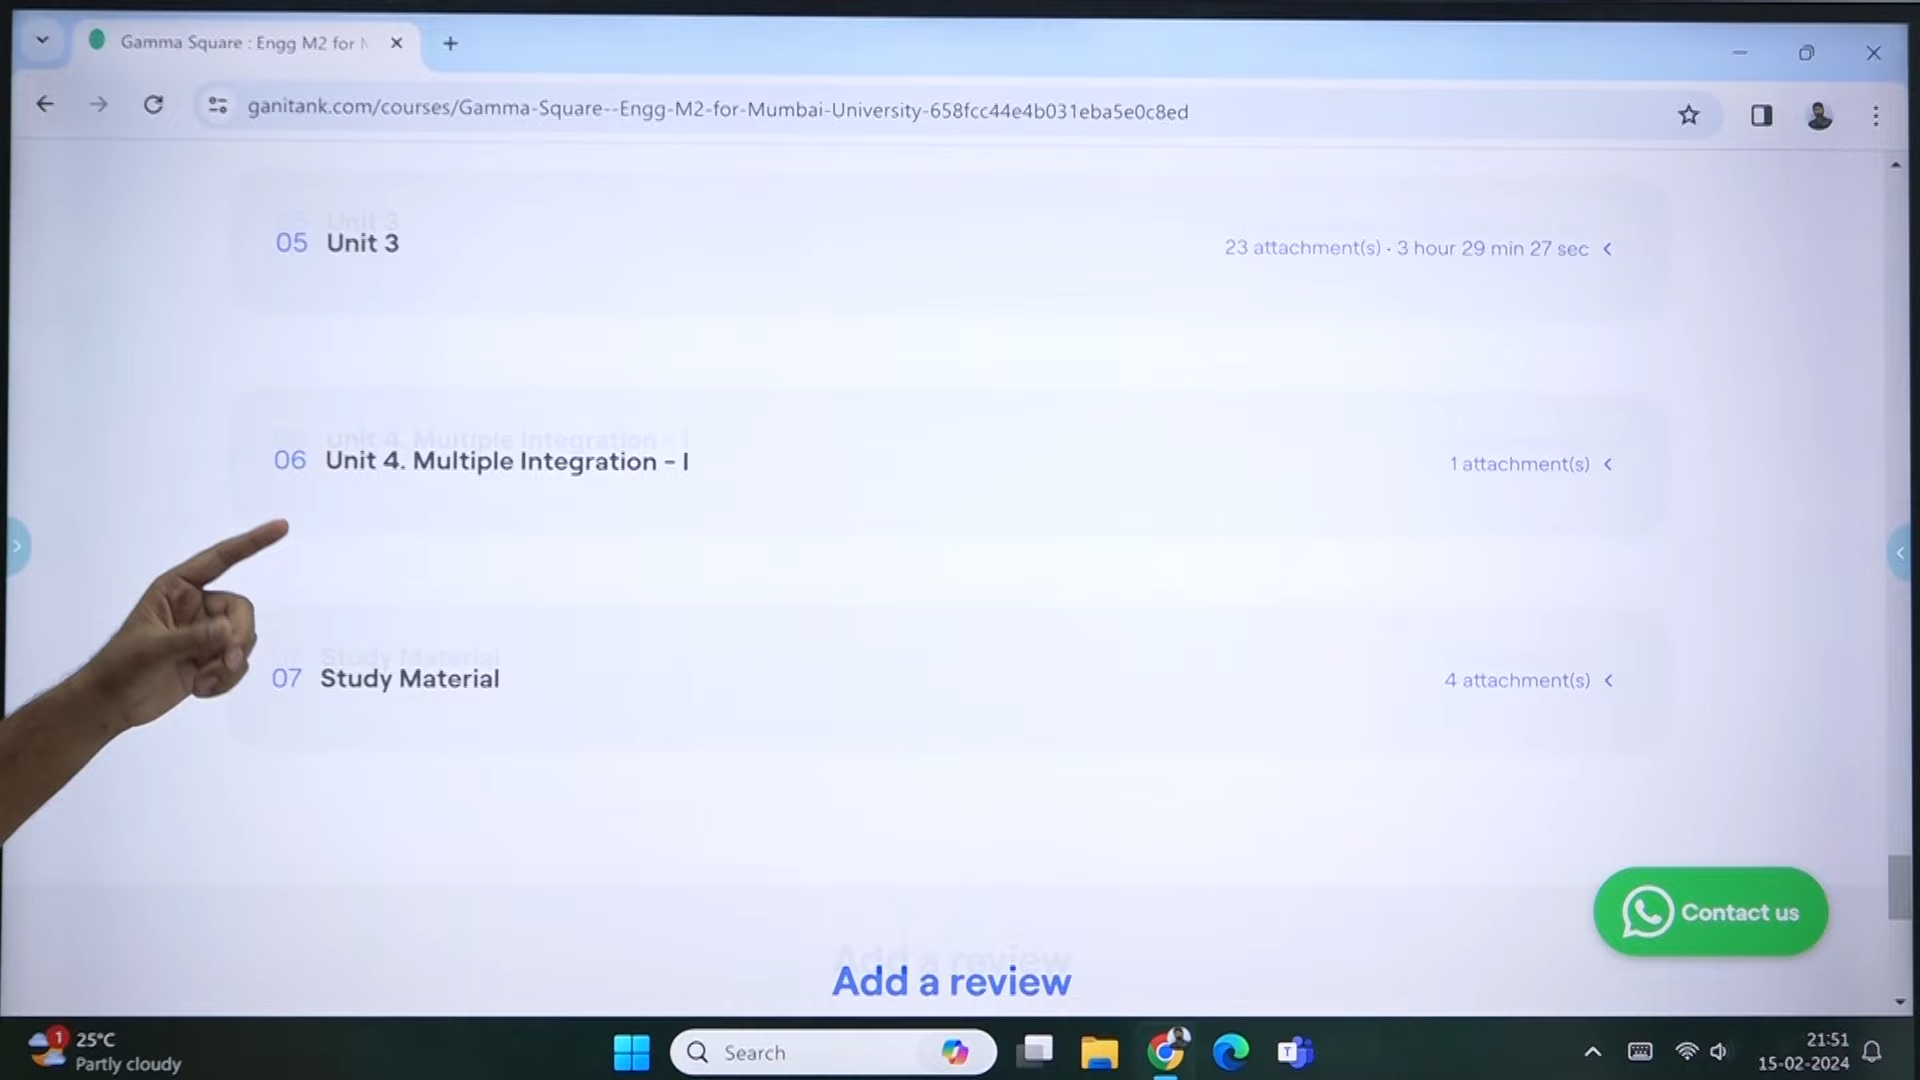 Gamma Square : Engg M2 for
ganitank.com/courses/Gamma-Square--Engg-M2-for-Mumbai-University-658fcc44e4b031eba5e0c8ed
05 Unit 3
23 attachment(s) · 3 hour 29 min 27 sec
06 Unit 4. Multiple Integration - I
1 attachment(s)
07 Study Material
4 attachment(s)
Contact us
Add a review
1
25°C
Partly cloudy
Search
21:51
15-02-2024